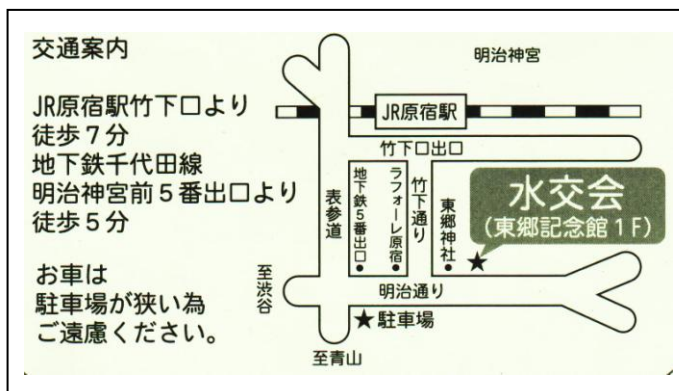 交通案内
JR原宿駅竹下口より
徒歩7分
地下鉄千代田線
明治神宮前5番出口より
徒歩5分
お車は
駐車場が狭い為
ご遠慮ください。
明治神宮
JR原宿駅
竹下口出口
表参道
地下鉄5番出口
ラフォーレ原宿
竹下通り
東郷神社
水交会
(東郷記念館1F)
★
至渋谷
明治通り
★駐車場
至青山